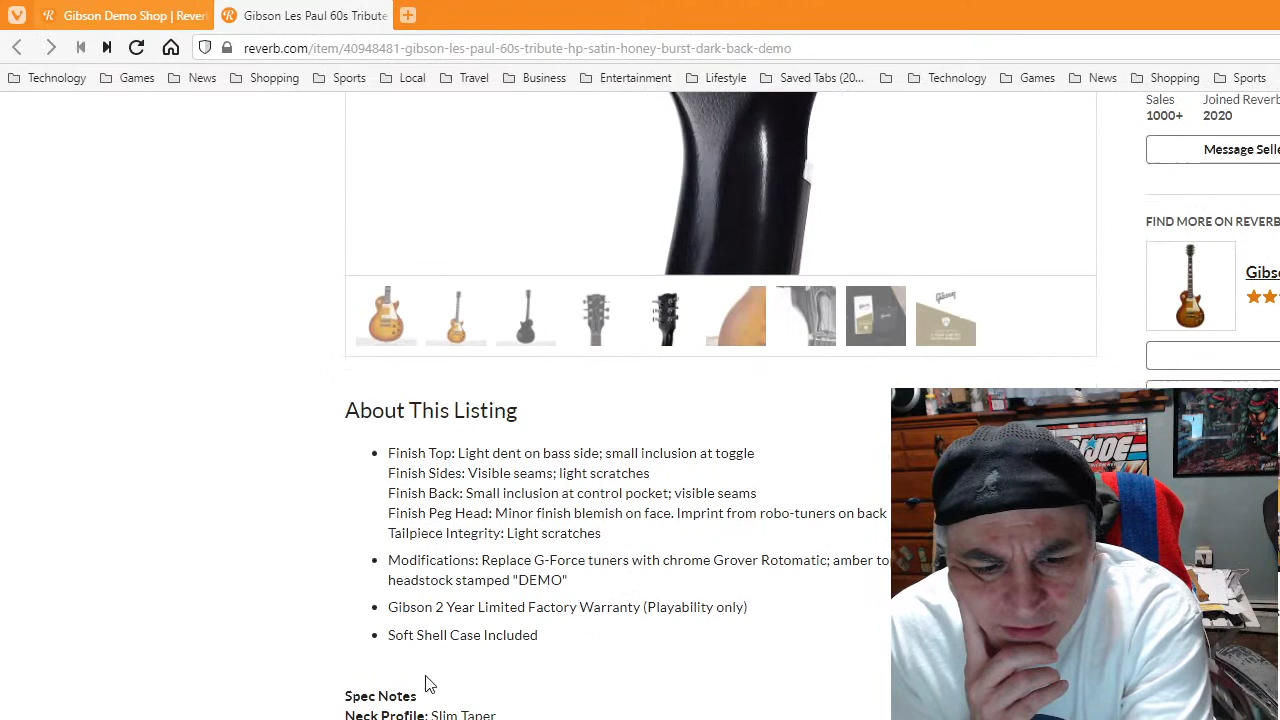 Gibson Demo Shop | Rever
Gibson Les Paul 60s Tribute
reverb.com/item/40948481-gibson-les-paul-60s-tribute-hp-satin-honey-burst-dark-back-demo
Technology Games News Shopping Sports Local Travel Business Entertainment Lifestyle Saved Tabs (20... Technology Games News Shopping Sports
Sales Joined Reverb
1000+ 2020
Message Selle
FIND MORE ON REVERB
Gibs
Gibson
About This Listing
Finish Top: Light dent on bass side; small inclusion at toggle
Finish Sides: Visible seams; light scratches
Finish Back: Small inclusion at control pocket; visible seams
Finish Peg Head: Minor finish blemish on face. Imprint from robo-tuners on back
Tailpiece Integrity: Light scratches
Modifications: Replace G-Force tuners with chrome Grover Rotomatic; amber to
headstock stamped "DEMO"
Gibson 2 Year Limited Factory Warranty (Playability only)
Soft Shell Case Included
Spec Notes
Neck Profile: Slim Taper
G.I.JOE